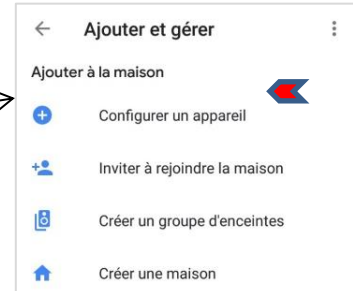 Ajouter et gérer
Ajouter à la maison
Configurer un appareil
Inviter à rejoindre la maison
Créer un groupe d'enceintes
Créer une maison